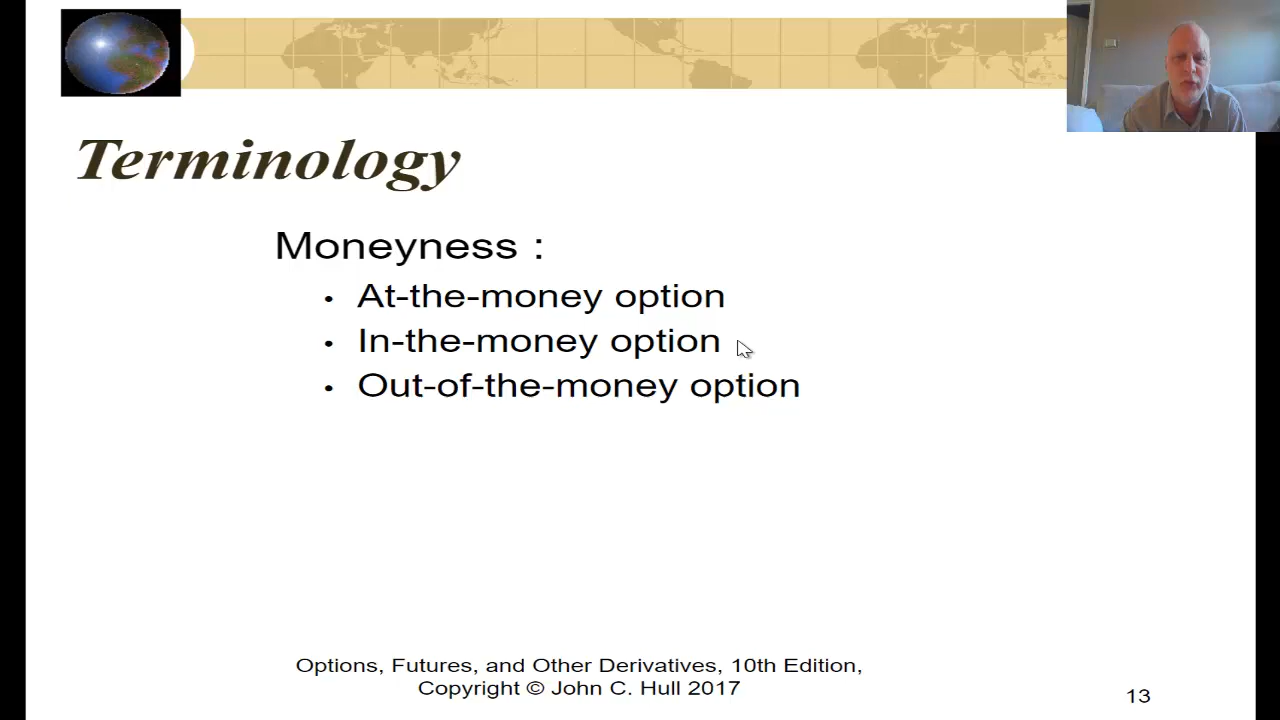 Terminology
Moneyness :
• At-the-money option
• In-the-money option
• Out-of-the-money option
Options, Futures, and Other Derivatives, 10th Edition,
Copyright © John C. Hull 2017
13